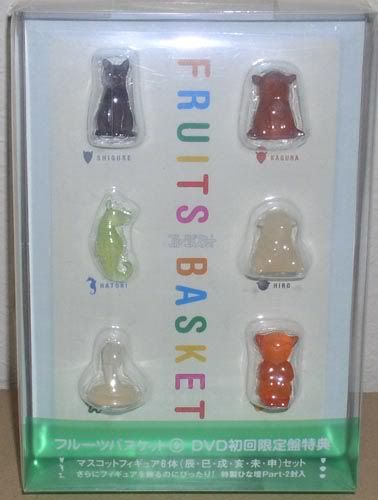 FRUITS BASKET
SHIGURE
KAGURA
HATORI
HIRO
フルーツバスケット⑨ DVD初回限定盤特典
マスコットフィギュア6体(辰・巳・戌・亥・未・申)セット
さらにフィギュアを飾るのにぴったり! 特製ひな壇Part-2封入